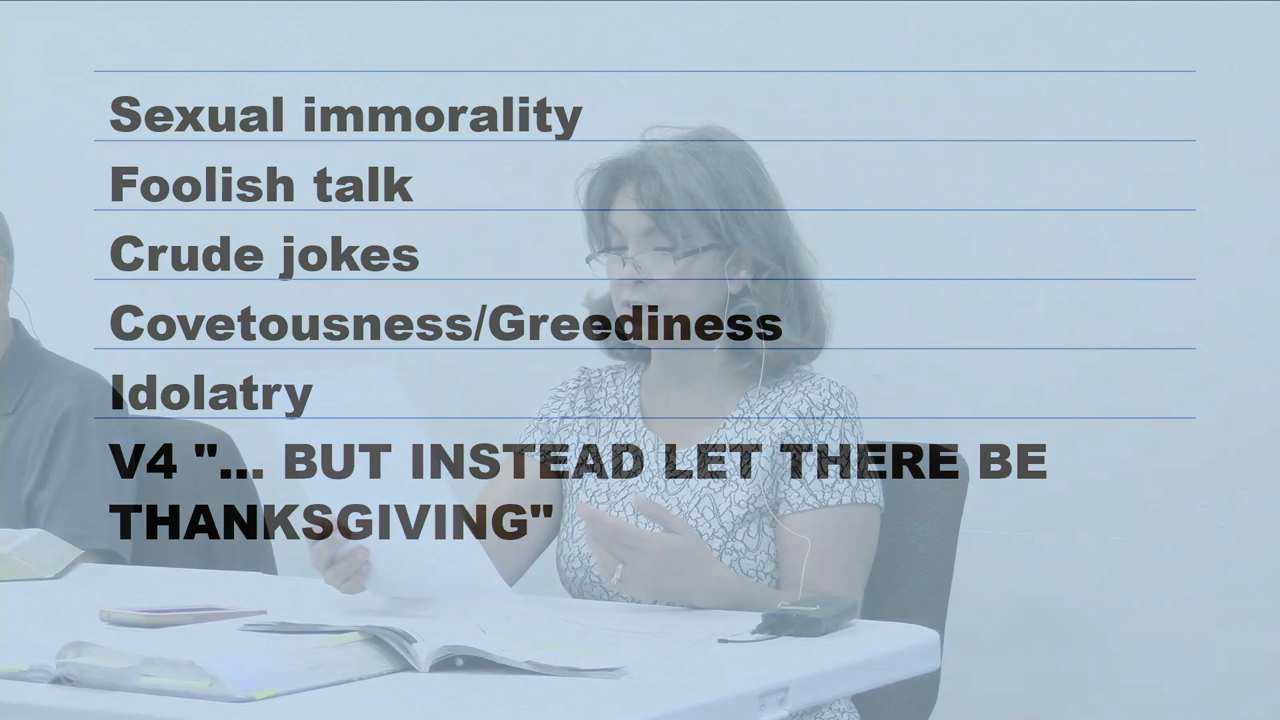 Sexual immorality
Foolish talk
Crude jokes
Covetousness/Greediness
Idolatry
V4 "... BUT INSTEAD LET THERE BE
THANKSGIVING"